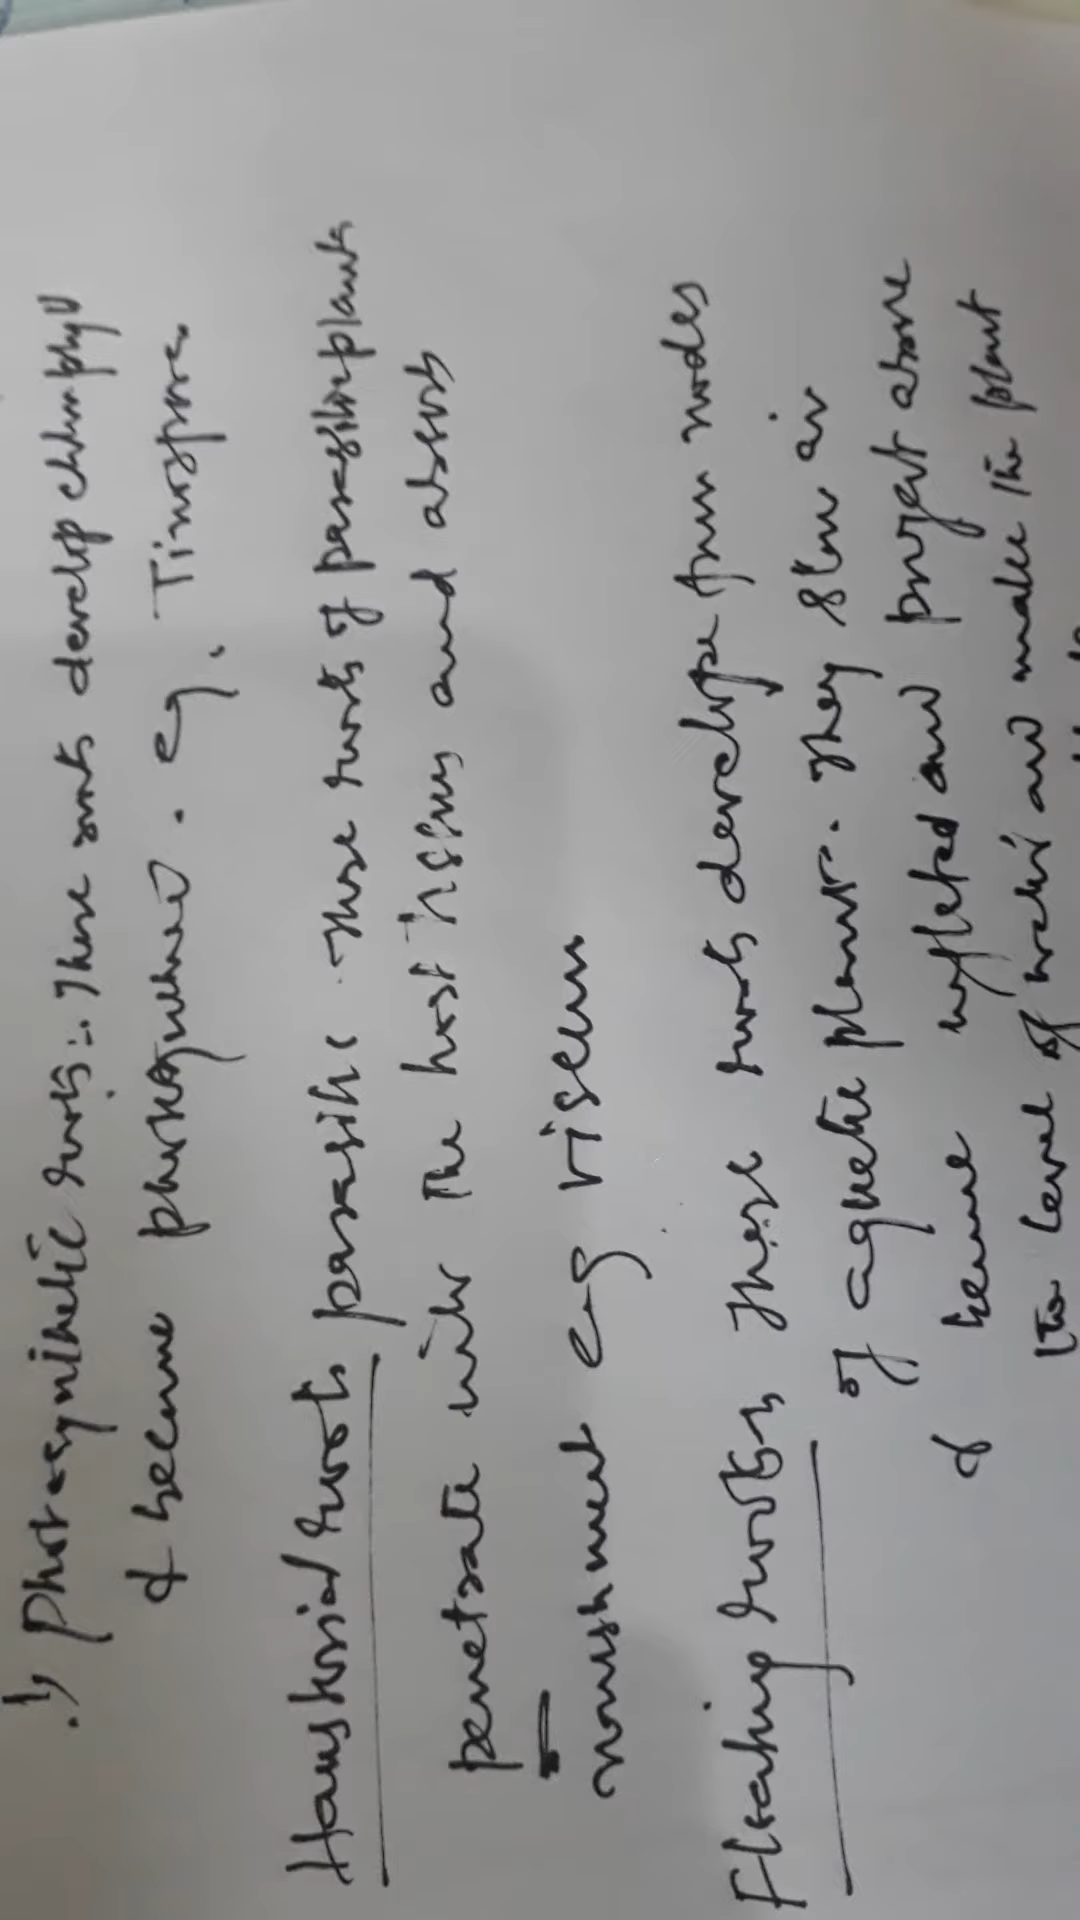 Photosynthetic roots:- These roots develop chlorophyll
& become photosynthetic. eg. Tinospora.
Haustorial roots parasitic These roots of parasitic plants
penetrate into the host tissues and absorb
nourishment eg viscum
Floating roots These roots develope from nodes
of aquatic plants. They store air
& become inflated and project above
the level of water and make the plant